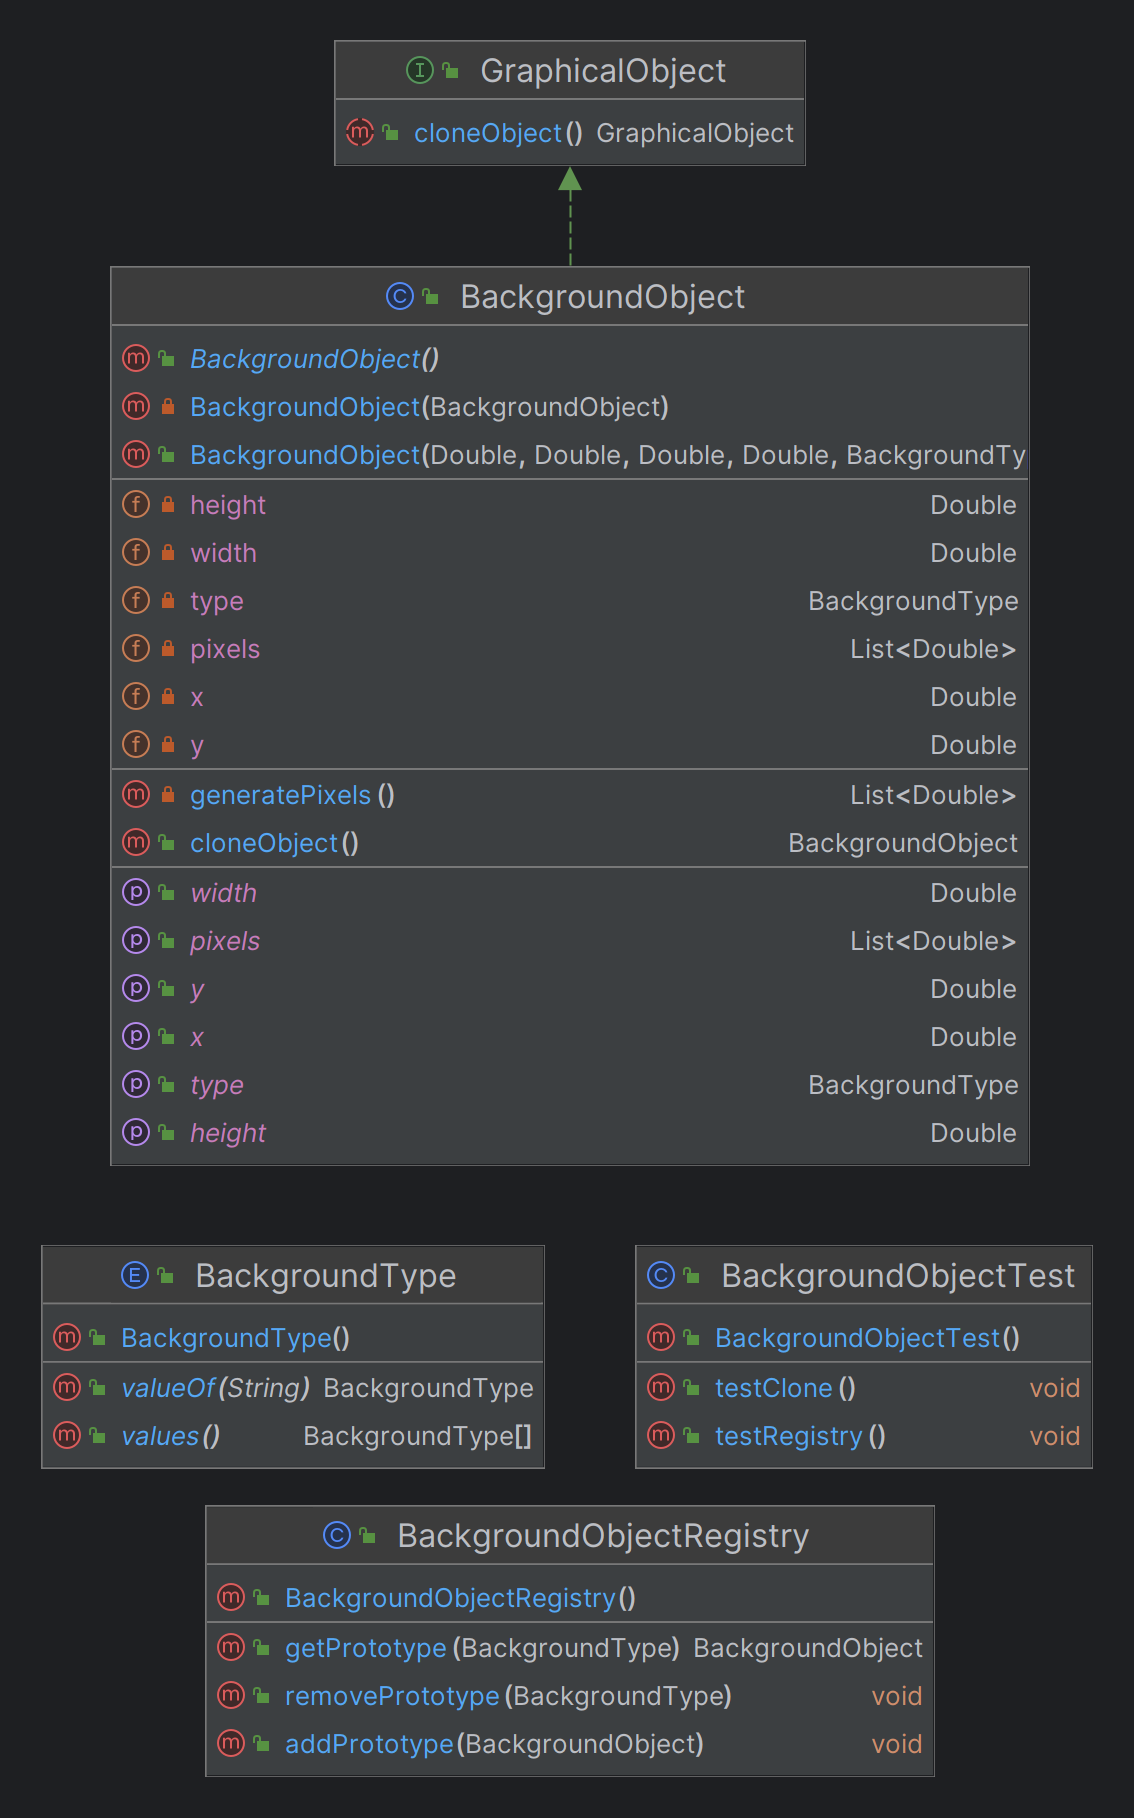 I GraphicalObject
m cloneObject() GraphicalObject
C BackgroundObject
m BackgroundObject()
m BackgroundObject(BackgroundObject)
m BackgroundObject(Double, Double, Double, Double, BackgroundTy
f height Double
f width Double
f type BackgroundType
f pixels List<Double>
f x Double
f y Double
m generatePixels() List<Double>
m cloneObject() BackgroundObject
p width Double
p pixels List<Double>
p y Double
p x Double
p type BackgroundType
p height Double
E BackgroundType
m BackgroundType()
m valueOf(String) BackgroundType
m values() BackgroundType[]
C BackgroundObjectTest
m BackgroundObjectTest()
m testClone() void
m testRegistry() void
C BackgroundObjectRegistry
m BackgroundObjectRegistry()
m getPrototype(BackgroundType) BackgroundObject
m removePrototype(BackgroundType) void
m addPrototype(BackgroundObject) void